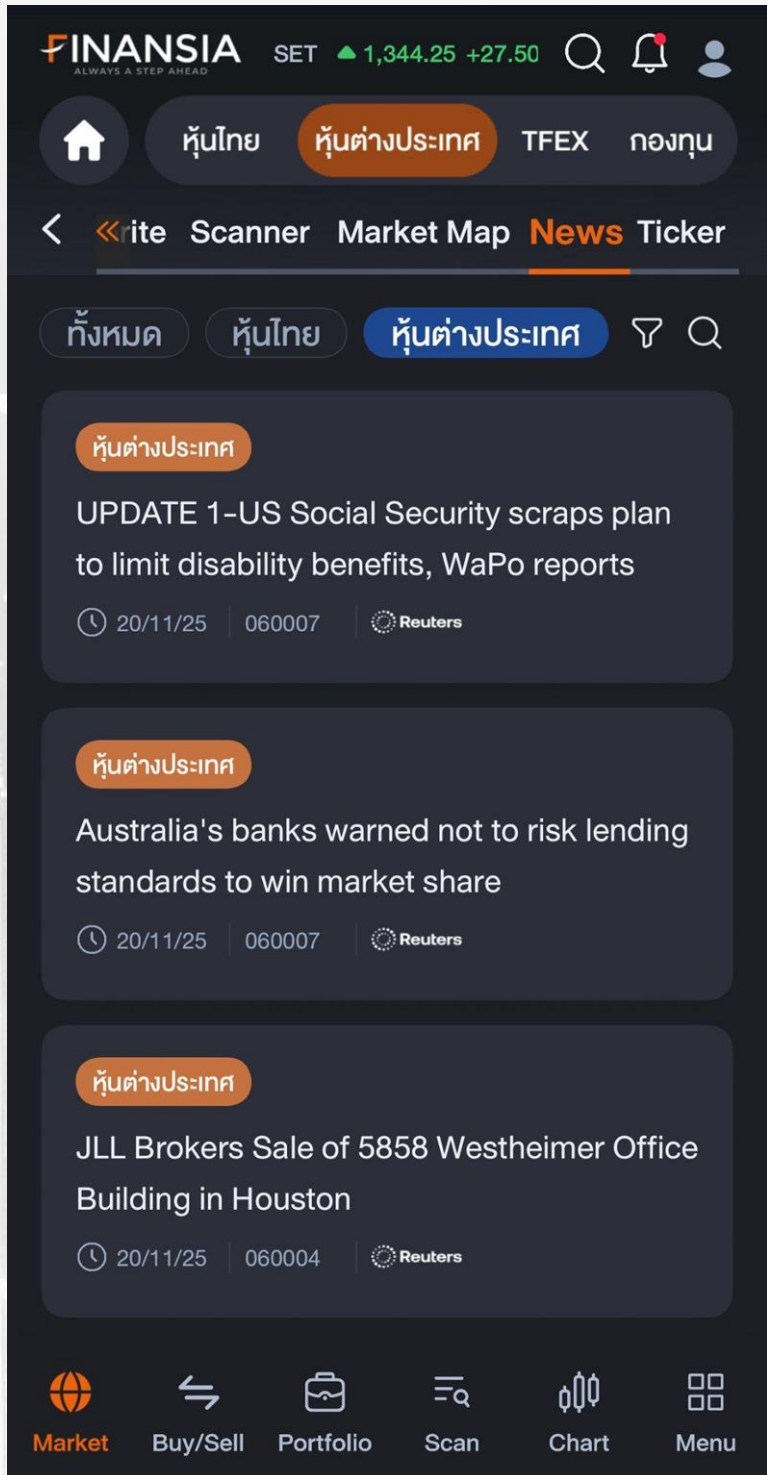 FINANSIA
ALWAYS A STEP AHEAD
SET ▲ 1,344.25 +27.50
หุ้นไทย หุ้นต่างประเทศ TFEX กองทุน
rite Scanner Market Map News Ticker
ทั้งหมด หุ้นไทย หุ้นต่างประเทศ
หุ้นต่างประเทศ
UPDATE 1-US Social Security scraps plan
to limit disability benefits, WaPo reports
20/11/25 060007 Reuters
หุ้นต่างประเทศ
Australia's banks warned not to risk lending
standards to win market share
20/11/25 060007 Reuters
หุ้นต่างประเทศ
JLL Brokers Sale of 5858 Westheimer Office
Building in Houston
20/11/25 060004 Reuters
Market Buy/Sell Portfolio Scan Chart Menu